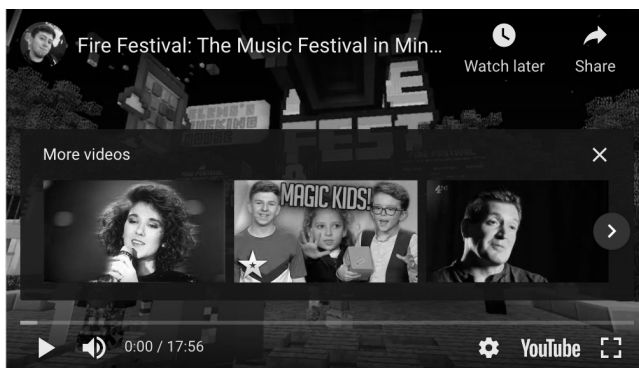 Fire Festival: The Music Festival in Min...
Watch later
Share
FEST
More videos
MAGIC KIDS!
0:00 / 17:56
YouTube